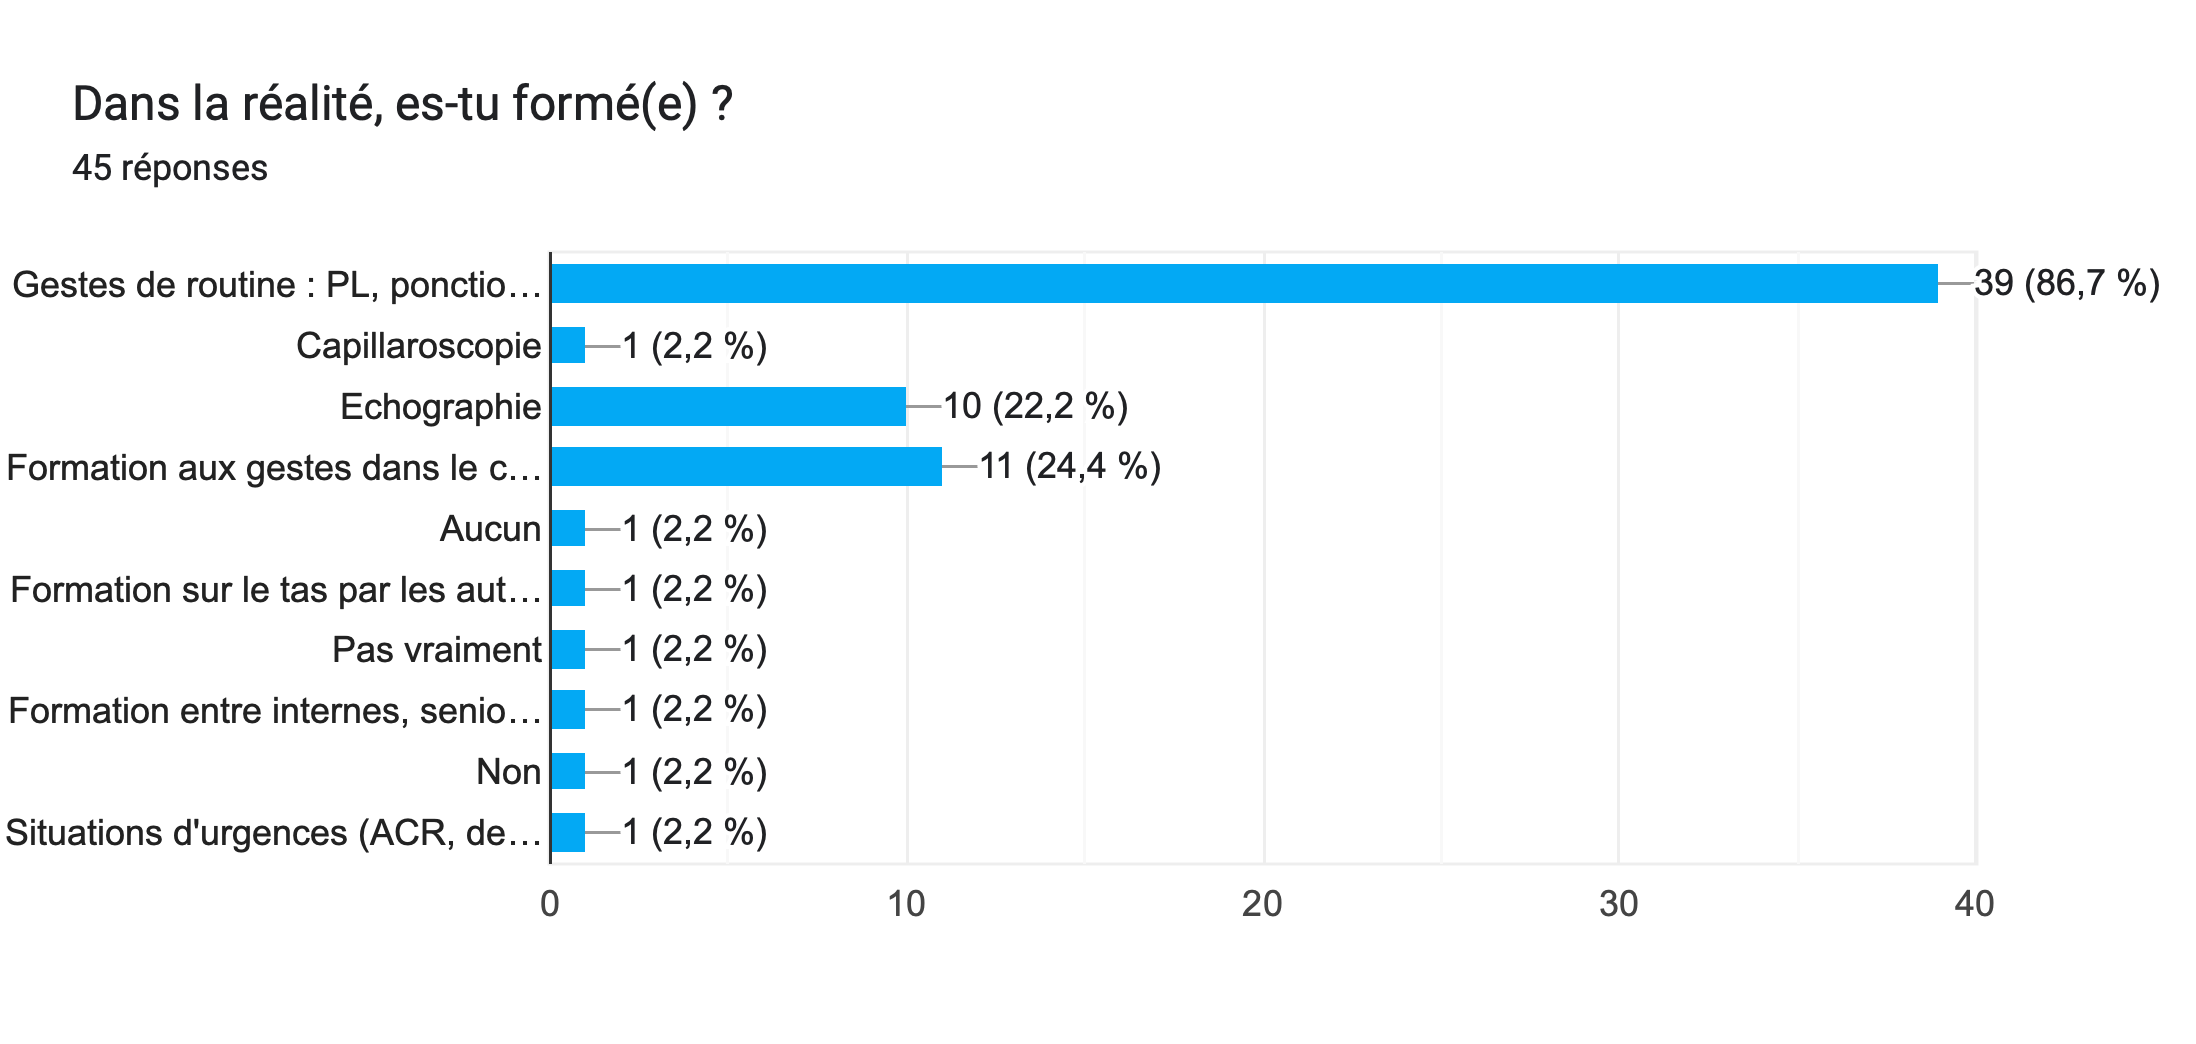 Dans la réalité, es-tu formé(e) ?
45 réponses
Gestes de routine : PL, ponctio… 39 (86,7 %)
Capillaroscopie 1 (2,2 %)
Echographie 10 (22,2 %)
Formation aux gestes dans le c… 11 (24,4 %)
Aucun 1 (2,2 %)
Formation sur le tas par les aut… 1 (2,2 %)
Pas vraiment 1 (2,2 %)
Formation entre internes, senio… 1 (2,2 %)
Non 1 (2,2 %)
Situations d'urgences (ACR, de… 1 (2,2 %)
0 10 20 30 40